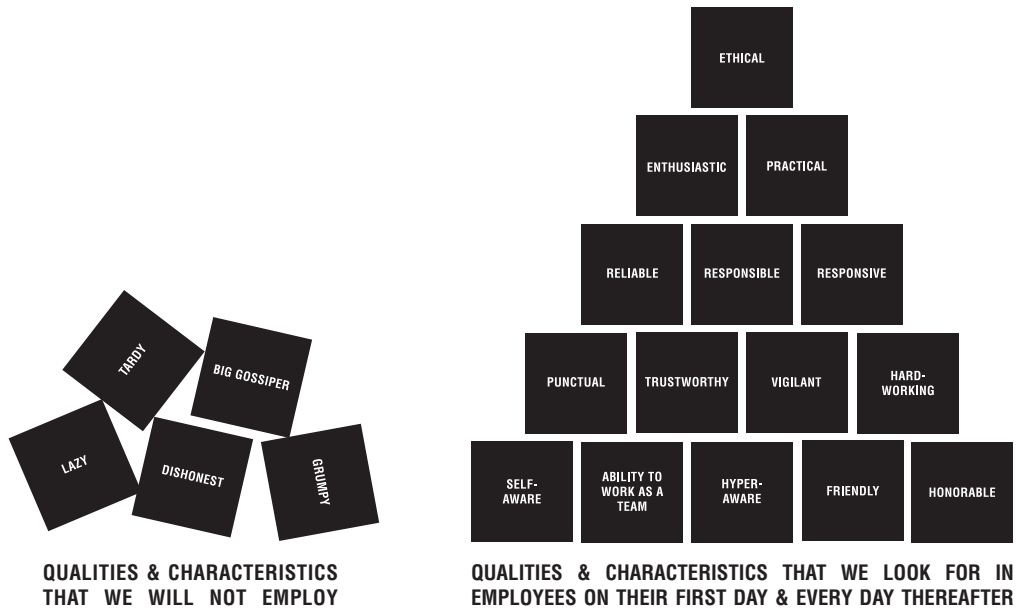 ETHICAL
ENTHUSIASTIC
PRACTICAL
RELIABLE
RESPONSIBLE
RESPONSIVE
TARDY
BIG GOSSIPER
PUNCTUAL
TRUSTWORTHY
VIGILANT
HARD-
WORKING
LAZY
DISHONEST
GRUMPY
SELF-
AWARE
ABILITY TO
WORK AS A
TEAM
HYPER-
AWARE
FRIENDLY
HONORABLE
QUALITIES & CHARACTERISTICS
THAT WE WILL NOT EMPLOY
QUALITIES & CHARACTERISTICS THAT WE LOOK FOR IN
EMPLOYEES ON THEIR FIRST DAY & EVERY DAY THEREAFTER